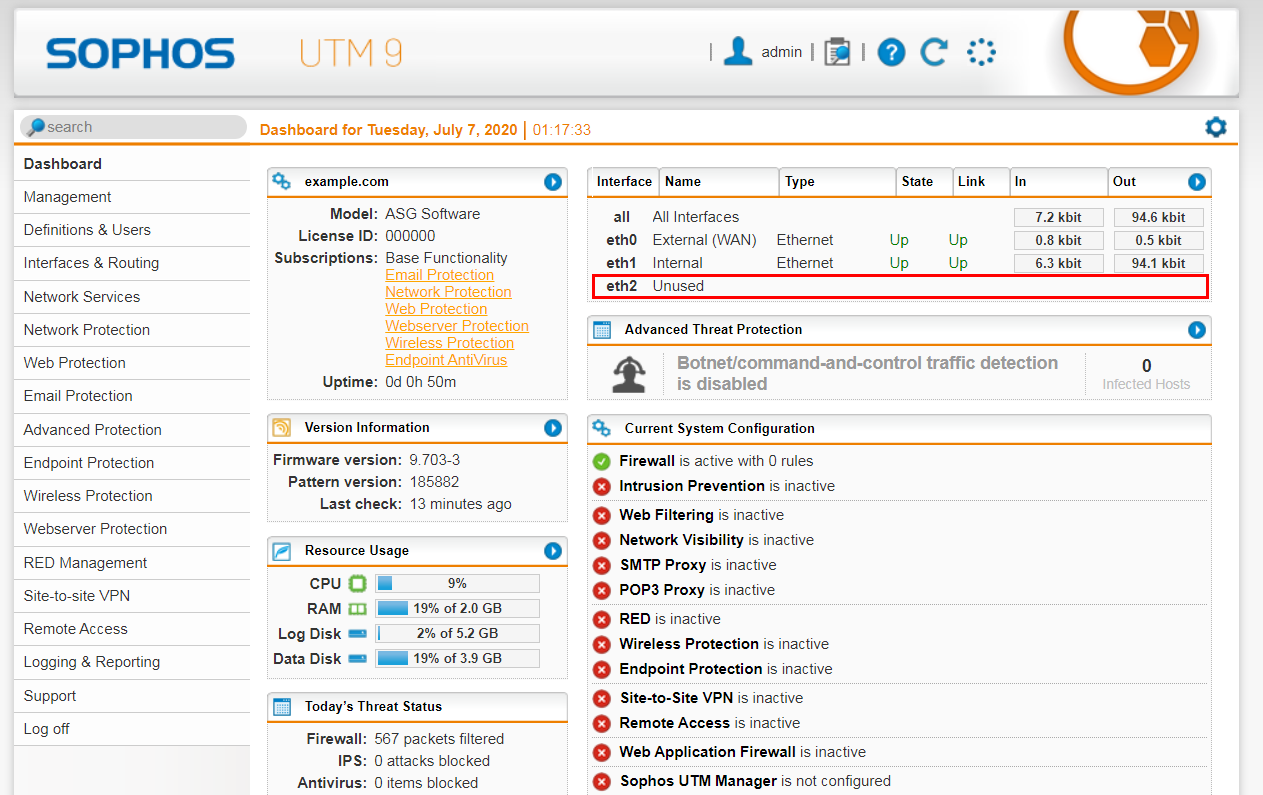 SOPHOS UTM 9 | admin | |
search
Dashboard for Tuesday, July 7, 2020 | 01:17:33
Dashboard
Management
Definitions & Users
Interfaces & Routing
Network Services
Network Protection
Web Protection
Email Protection
Advanced Protection
Endpoint Protection
Wireless Protection
Webserver Protection
RED Management
Site-to-site VPN
Remote Access
Logging & Reporting
Support
Log off
example.com
Model: ASG Software
License ID: 000000
Subscriptions: Base Functionality
Email Protection
Network Protection
Web Protection
Webserver Protection
Wireless Protection
Endpoint AntiVirus
Uptime: 0d 0h 50m
Version Information
Firmware version: 9.703-3
Pattern version: 185882
Last check: 13 minutes ago
Resource Usage
CPU 9%
RAM 19% of 2.0 GB
Log Disk 2% of 5.2 GB
Data Disk 19% of 3.9 GB
Today's Threat Status
Firewall: 567 packets filtered
IPS: 0 attacks blocked
Antivirus: 0 items blocked
Interface Name Type State Link In Out
all All Interfaces 7.2 kbit 94.6 kbit
eth0 External (WAN) Ethernet Up Up 0.8 kbit 0.5 kbit
eth1 Internal Ethernet Up Up 6.3 kbit 94.1 kbit
eth2 Unused
Advanced Threat Protection
Botnet/command-and-control traffic detection
is disabled
0
Infected Hosts
Current System Configuration
Firewall is active with 0 rules
Intrusion Prevention is inactive
Web Filtering is inactive
Network Visibility is inactive
SMTP Proxy is inactive
POP3 Proxy is inactive
RED is inactive
Wireless Protection is inactive
Endpoint Protection is inactive
Site-to-Site VPN is inactive
Remote Access is inactive
Web Application Firewall is inactive
Sophos UTM Manager is not configured